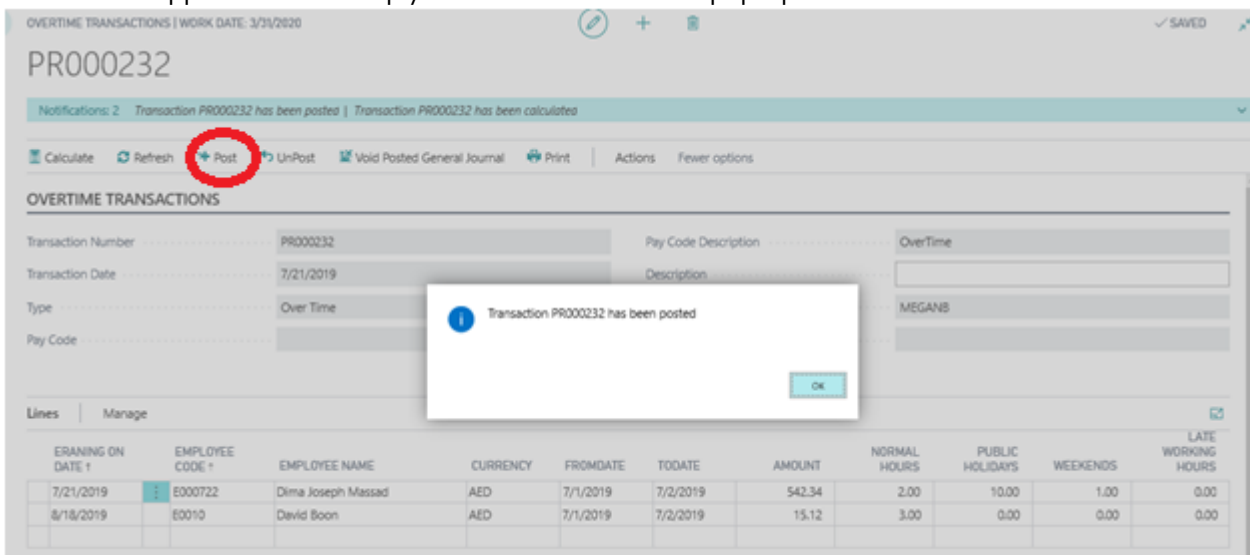 OVERTIME TRANSACTIONS | WORK DATE: 3/31/2020
SAVED
PR000232
Notifications: 2 Transaction PR000232 has been posted | Transaction PR000232 has been calculated
Calculate Refresh Post UnPost Void Posted General Journal Print Actions Fewer options
OVERTIME TRANSACTIONS
Transaction Number PR000232 Pay Code Description OverTime
Transaction Date 7/21/2019 Description
Type Over Time MEGANB
Pay Code
Transaction PR000232 has been posted
OK
Lines Manage
ERANING ON DATE ↑ EMPLOYEE CODE ↑ EMPLOYEE NAME CURRENCY FROMDATE TODATE AMOUNT NORMAL HOURS PUBLIC HOLIDAYS WEEKENDS LATE WORKING HOURS
7/21/2019 E000722 Dima Joseph Massad AED 7/1/2019 7/2/2019 542.34 2.00 10.00 1.00 0.00
8/18/2019 E0010 David Boon AED 7/1/2019 7/2/2019 15.12 3.00 0.00 0.00 0.00